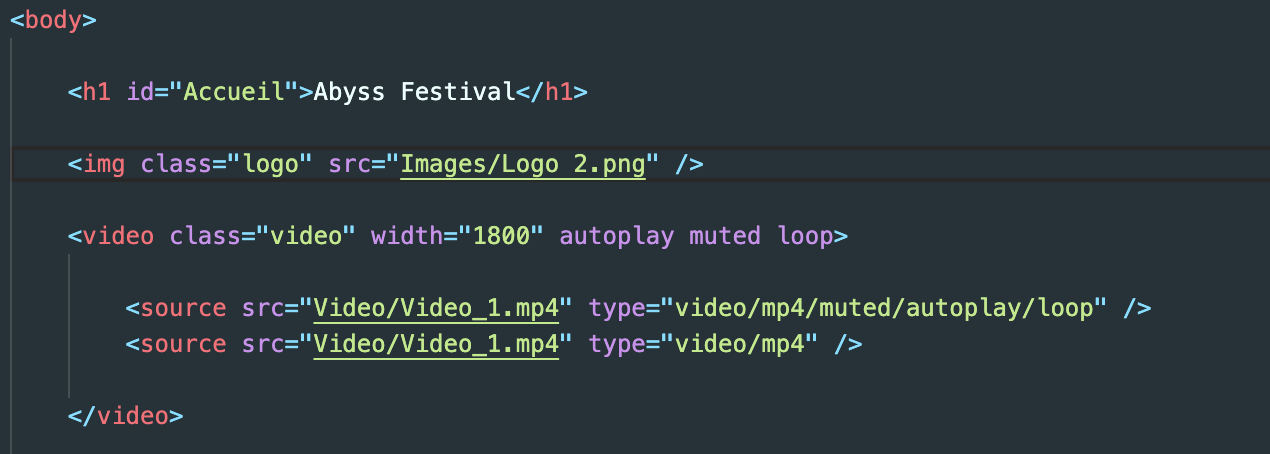 <body>
<h1 id="Accueil">Abyss Festival</h1>
<img class="logo" src="Images/Logo 2.png" />
<video class="video" width="1800" autoplay muted loop>
<source src="Video/Video_1.mp4" type="video/mp4/muted/autoplay/loop" />
<source src="Video/Video_1.mp4" type="video/mp4" />
</video>